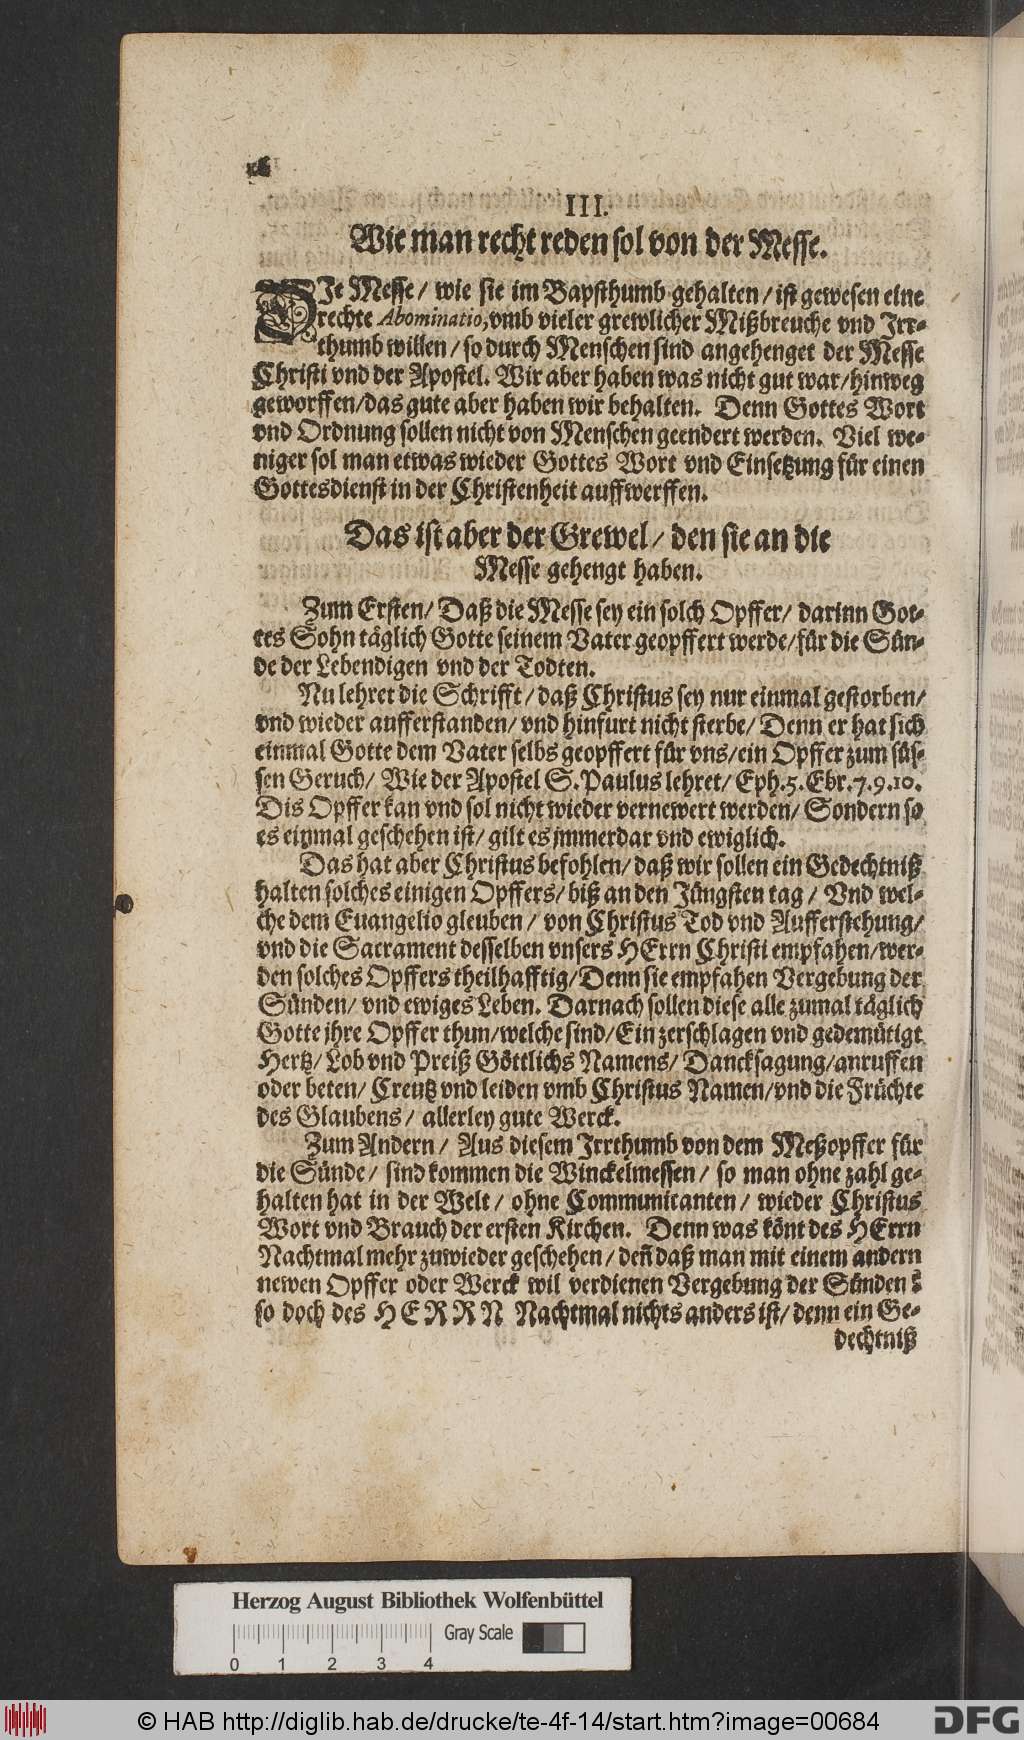 III.
Wie man recht reden sol von der Messe.
DIe Messe / wie sie im Bapsthumb gehalten / ist gewesen eine
rechte Abominatio, vmb vieler grewlicher Mißbreuche vnd Irr-
thumb willen / so durch Menschen sind angehenget der Messe
Christi vnd der Apostel. Wir aber haben was nicht gut war / hinweg
geworffen / das gute aber haben wir behalten. Denn Gottes Wort
vnd Ordnung sollen nicht von Menschen geendert werden. Viel we-
niger sol man etwas wieder Gottes Wort vnd Einsetzung für einen
Gottesdienst in der Christenheit auffwerffen.
Das ist aber der Grewel / den sie an die
Messe gehengt haben.
Zum Ersten / Daß die Messe sey ein solch Opffer / darinn Got-
tes Sohn täglich Gotte seinem Vater geopffert werde / für die Sün-
de der Lebendigen vnd der Todten.
Nu lehret die Schrifft / daß Christus sey nur einmal gestorben /
vnd wieder aufferstanden / vnd hinfurt nicht sterbe / Denn er hat sich
einmal Gotte dem Vater selbs geopffert für vns / ein Opffer zum süs-
sen Geruch / Wie der Apostel S. Paulus lehret / Eph. 5. Ebr. 7. 9. 10.
Dis Opffer kan vnd sol nicht wieder vernewert werden / Sondern so
es einmal geschehen ist / gilt es jmmerdar vnd ewiglich.
Das hat aber Christus befohlen / daß wir sollen ein Gedechtniß
halten solches einigen Opffers / biß an den Jüngsten tag / Vnd wel-
che dem Euangelio gleuben / von Christus Tod vnd Aufferstehung /
vnd die Sacrament desselben vnsers HErrn Christi empfahen / wer-
den solches Opffers theilhafftig / Denn sie empfahen Vergebung der
Sünden / vnd ewiges Leben. Darnach sollen diese alle zumal täglich
Gotte ihre Opffer thun / welche sind / Ein zerschlagen vnd gedemütigt
Hertz / Lob vnd Preiß Göttlichs Namens / Dancksagung / anruffen
oder beten / Creutz vnd leiden vmb Christus Namen / vnd die Früchte
des Glaubens / allerley gute Werck.
Zum Andern / Aus diesem Irrthumb von dem Meßopffer für
die Sünde / sind kommen die Winckelmessen / so man ohne zahl ge-
halten hat in der Welt / ohne Communicanten / wieder Christus
Wort vnd Brauch der ersten Kirchen. Denn was könt des HErrn
Nachtmal mehr zuwieder geschehen / deñ daß man mit einem andern
newen Opffer oder Werck wil verdienen Vergebung der Sünden?
so doch des HERRN Nachtmal nichts anders ist / denn ein Ge-
dechtniß
Herzog August Bibliothek Wolfenbüttel
Gray Scale
0 1 2 3 4
© HAB http://diglib.hab.de/drucke/te-4f-14/start.htm?image=00684
DFG